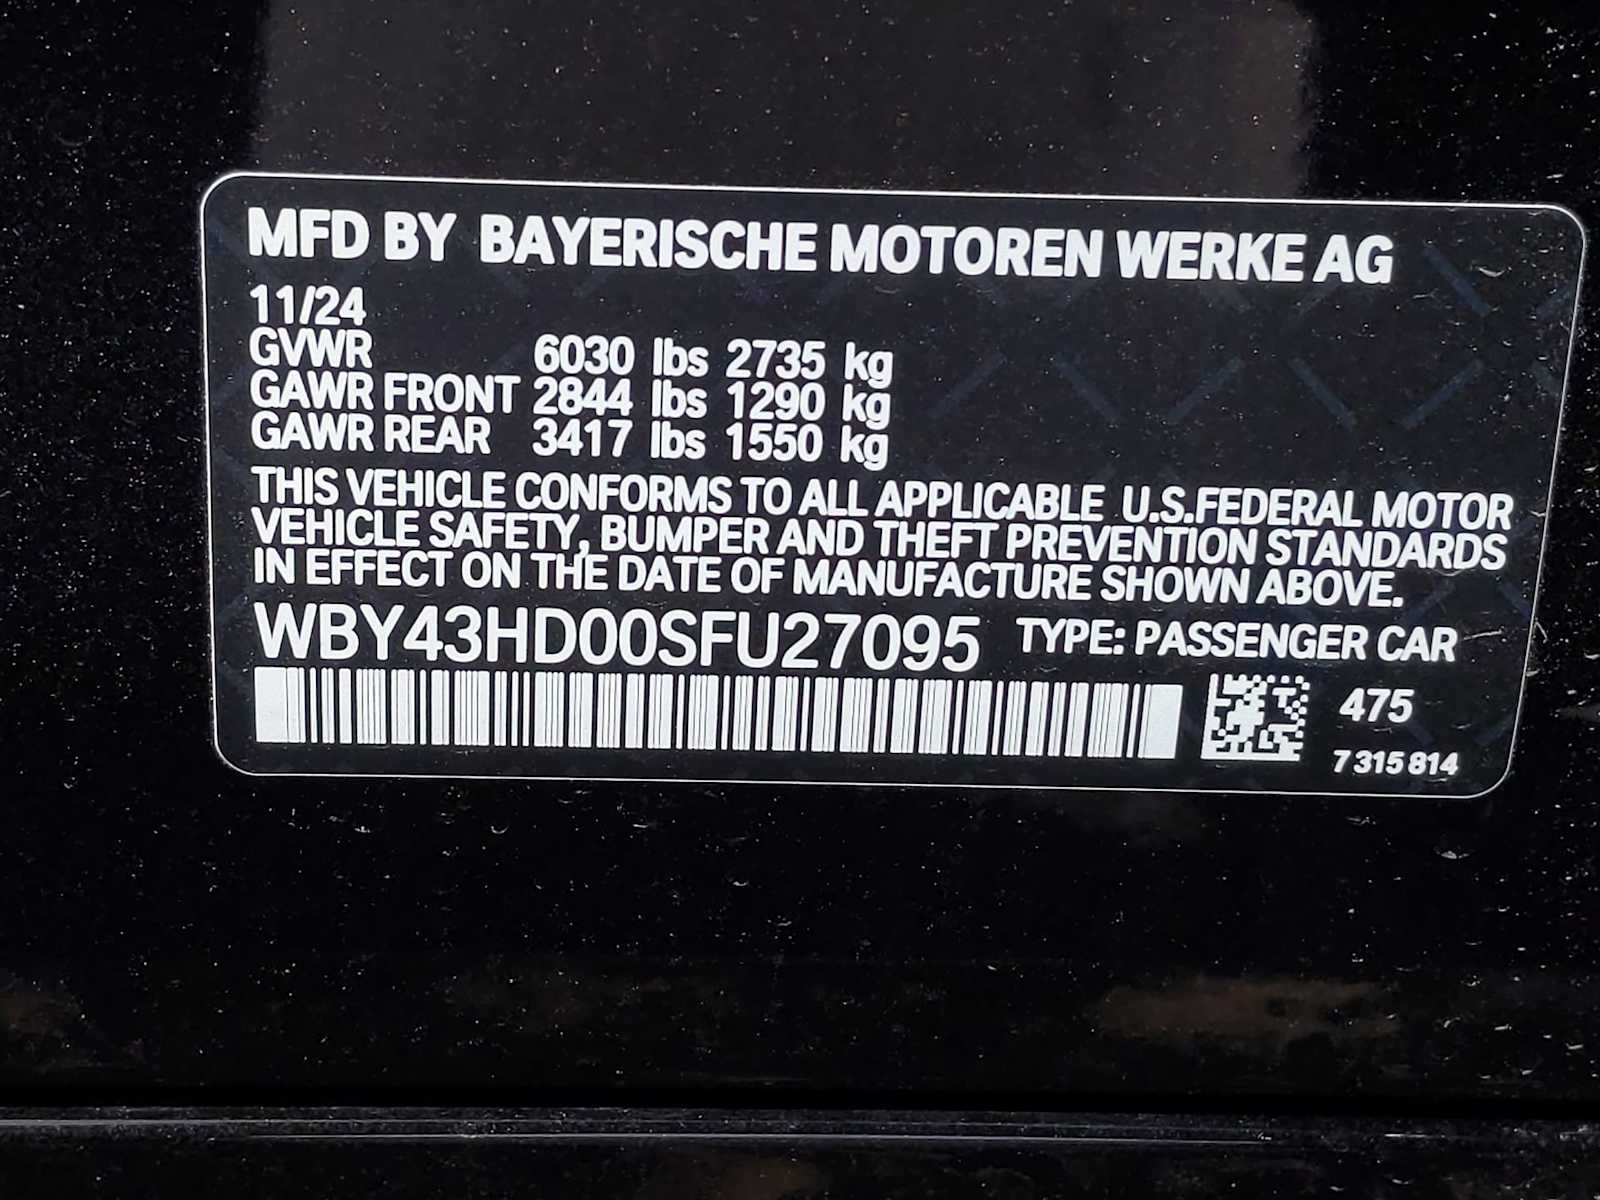 MFD BY BAYERISCHE MOTOREN WERKE AG
11/24
GVWR 6030 lbs 2735 kg
GAWR FRONT 2844 lbs 1290 kg
GAWR REAR 3417 lbs 1550 kg
THIS VEHICLE CONFORMS TO ALL APPLICABLE U.S.FEDERAL MOTOR
VEHICLE SAFETY, BUMPER AND THEFT PREVENTION STANDARDS
IN EFFECT ON THE DATE OF MANUFACTURE SHOWN ABOVE.
WBY43HD00SFU27095 TYPE: PASSENGER CAR
475
7 315 814